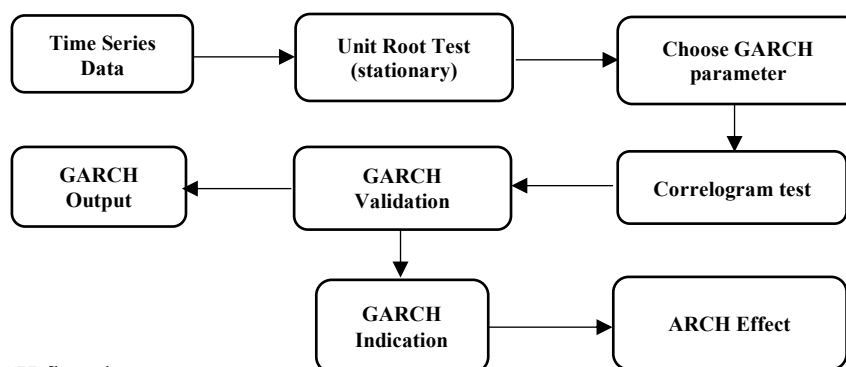 Time Series
Data
Unit Root Test
(stationary)
Choose GARCH
parameter
GARCH
Output
GARCH
Validation
Correlogram test
GARCH
Indication
ARCH Effect